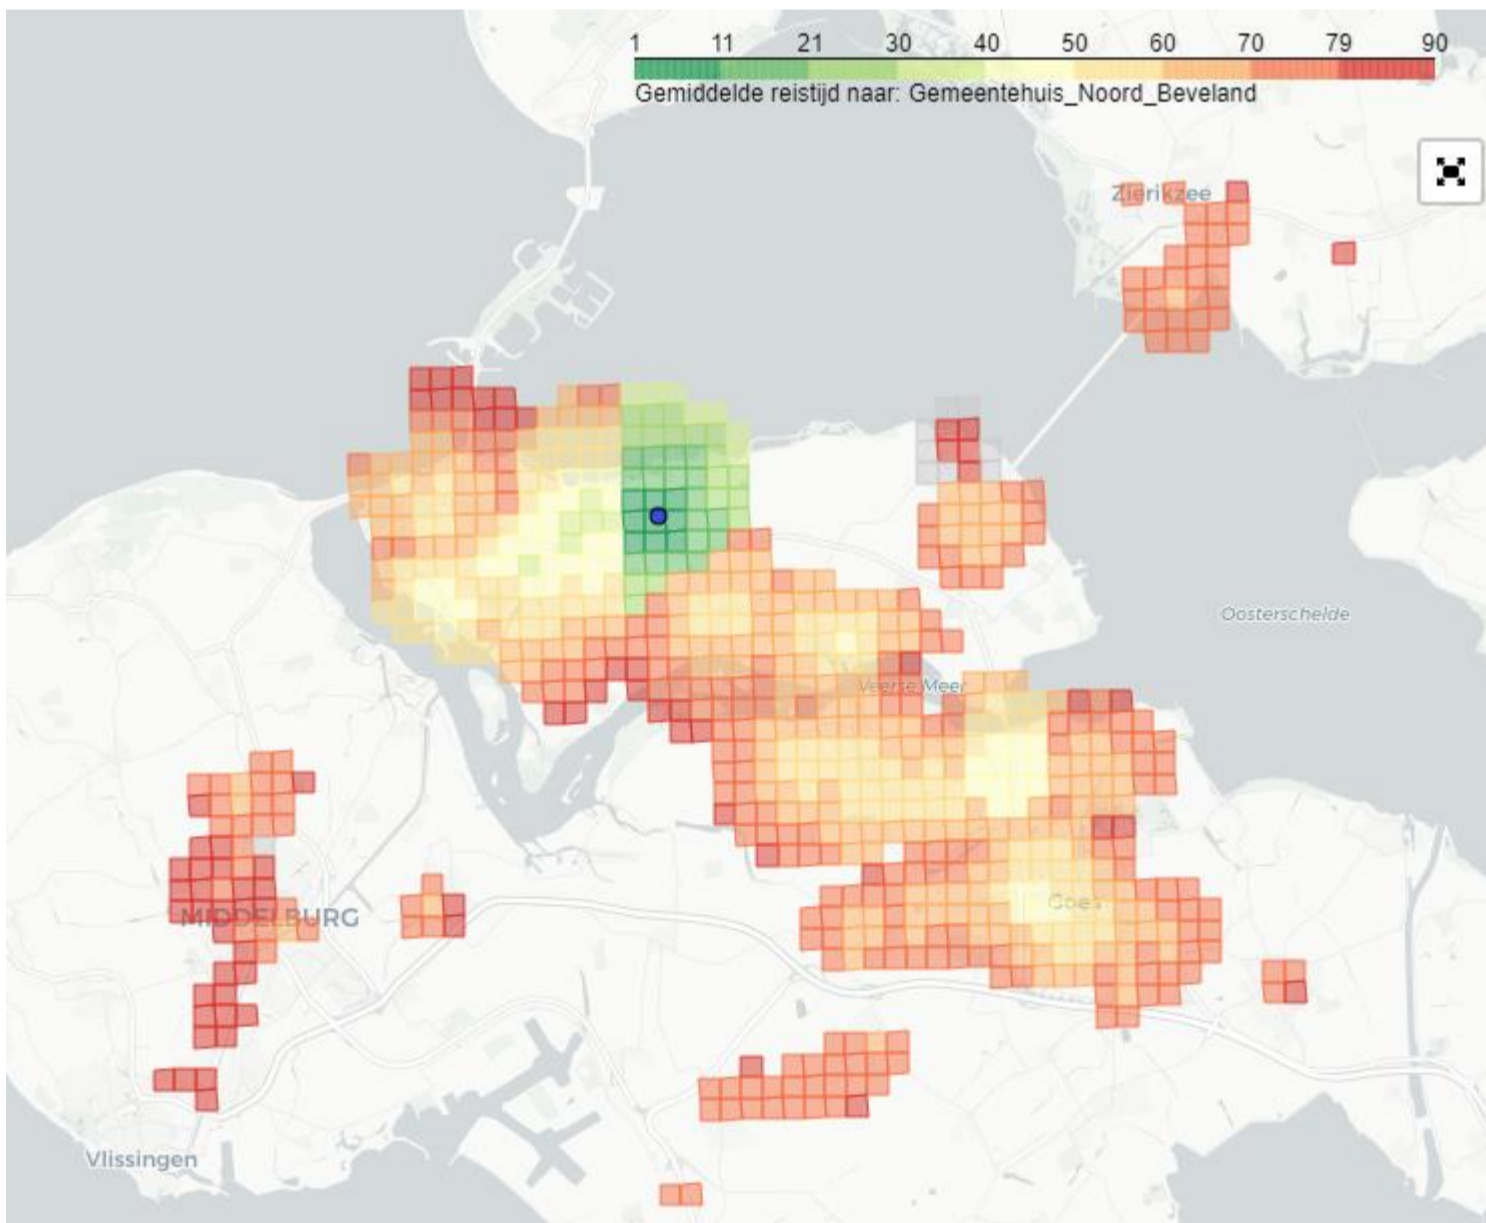 1 11 21 30 40 50 60 70 79 90
Gemiddelde reistijd naar: Gemeentehuis_Noord_Beveland
Zierikzee
Oosterschelde
Veerse Meer
Goes
MIDDELBURG
Vlissingen